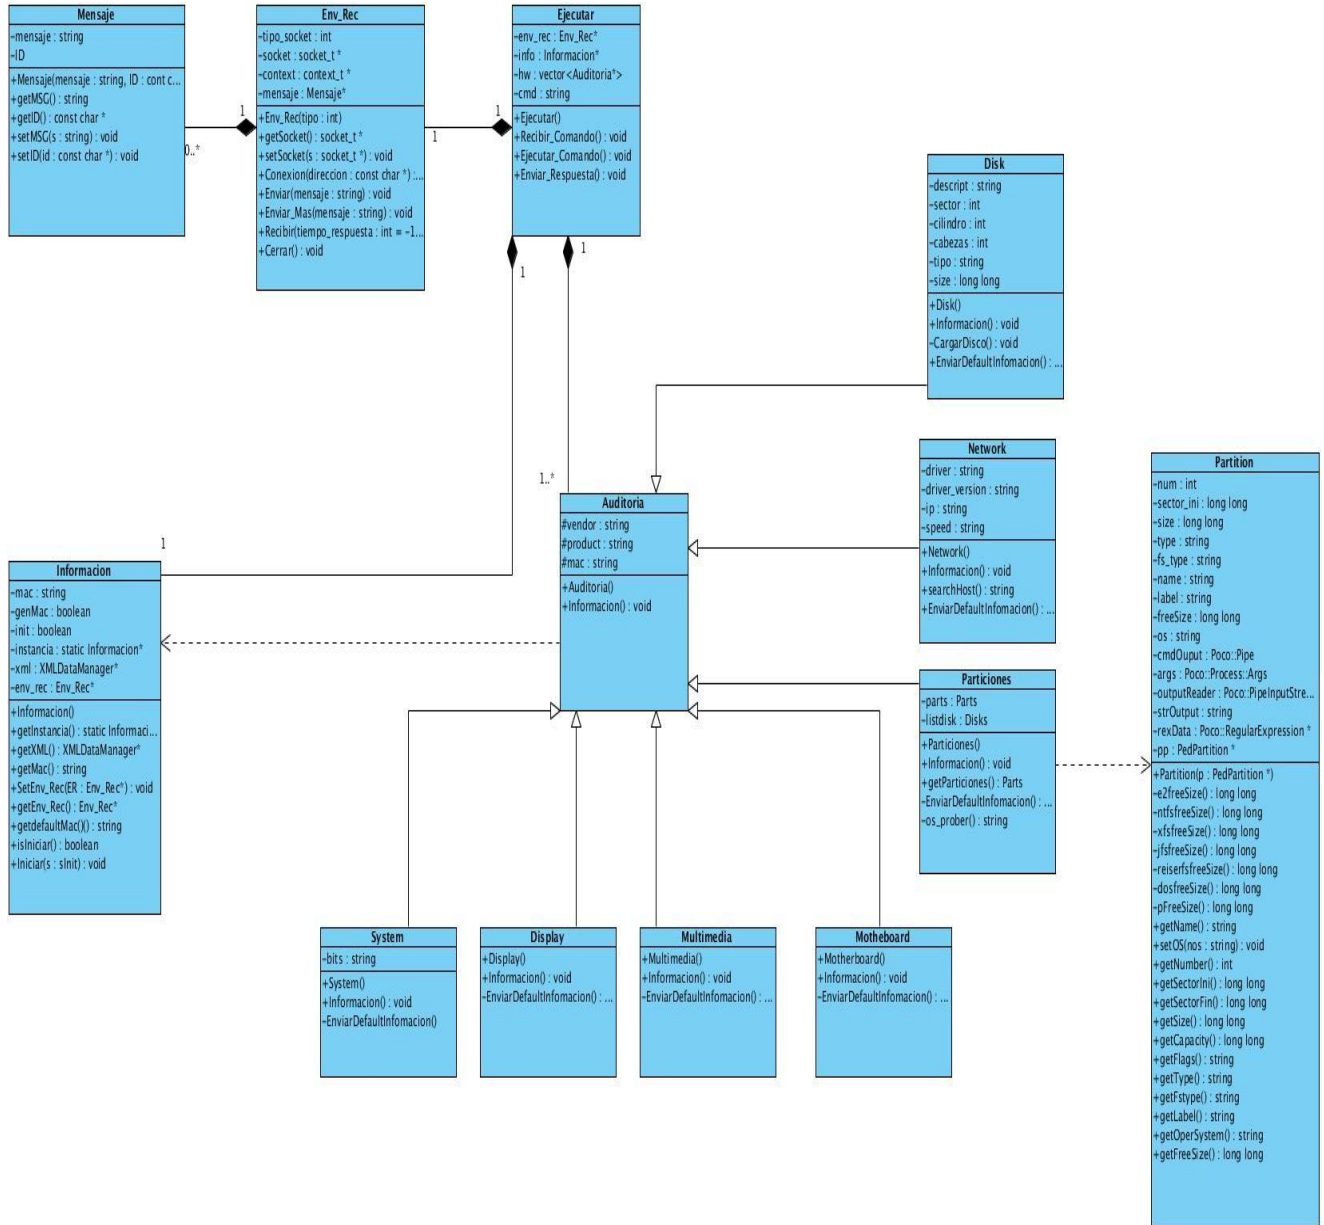 Mensaje
-mensaje : string
-ID
+Mensaje(mensaje : string, ID : cont c...
+getMSG() : string
+getID() : const char *
+setMSG(s : string) : void
+setID(id : const char *) : void
1
0..*
Env_Rec
-tipo_socket : int
-socket : socket_t *
-context : context_t *
-mensaje : Mensaje*
+Env_Rec(tipo : int)
+getSocket() : socket_t *
+setSocket(s : socket_t *) : void
+Conexion(direccion : const char *) :...
+Enviar(mensaje : string) : void
+Enviar_Mas(mensaje : string) : void
+Recibir(tiempo_respuesta : int = -1...
+Cerrar() : void
1
1
Ejecutar
-env_rec : Env_Rec*
-info : Informacion*
-hw : vector<Auditoria*>
-cmd : string
+Ejecutar()
+Recibir_Comando() : void
+Ejecutar_Comando() : void
+Enviar_Respuesta() : void
1
1
1..*
1
Disk
-descript : string
-sector : int
-cilindro : int
-cabezas : int
-tipo : string
-size : long long
+Disk()
+Informacion() : void
-CargarDisco() : void
+EnviarDefaultInfomacion() : ...
Network
-driver : string
-driver_version : string
-ip : string
-speed : string
+Network()
+Informacion() : void
+searchHost() : string
+EnviarDefaultInfomacion() : ...
Auditoria
#vendor : string
#product : string
#mac : string
+Auditoria()
+Informacion() : void
Informacion
-mac : string
-genMac : boolean
-init : boolean
-instancia : static Informacion*
-xml : XMLDataManager*
-env_rec : Env_Rec*
+Informacion()
+getInstancia() : static Informaci...
+getXML() : XMLDataManager*
+getMac() : string
+SetEnv_Rec(ER : Env_Rec*) : void
+getEnv_Rec() : Env_Rec*
+getdefaultMac()() : string
+isIniciar() : boolean
+Iniciar(s : sInit) : void
Particiones
-parts : Parts
-listdisk : Disks
+Particiones()
+Informacion() : void
+getParticiones() : Parts
-EnviarDefaultInfomacion() : ...
-os_prober() : string
Partition
-num : int
-sector_ini : long long
-size : long long
-type : string
-fs_type : string
-name : string
-label : string
-freeSize : long long
-os : string
-cmdOuput : Poco::Pipe
-args : Poco::Process::Args
-outputReader : Poco::PipeInputStre...
-strOutput : string
-rexData : Poco::RegularExpression *
-pp : PedPartition *
+Partition(p : PedPartition *)
-e2freeSize() : long long
-ntfsfreeSize() : long long
-xfsfreeSize() : long long
-jfsfreeSize() : long long
-reiserfsfreeSize() : long long
-dosfreeSize() : long long
-pFreeSize() : long long
+getName() : string
+setOS(nos : string) : void
+getNumber() : int
+getSectorIni() : long long
+getSectorFin() : long long
+getSize() : long long
+getCapacity() : long long
+getFlags() : string
+getType() : string
+getFstype() : string
+getLabel() : string
+getOperSystem() : string
+getFreeSize() : long long
System
-bits : string
+System()
+Informacion() : void
-EnviarDefaultInfomacion()
Display
+Display()
+Informacion() : void
-EnviarDefaultInfomacion() : ...
Multimedia
+Multimedia()
+Informacion() : void
-EnviarDefaultInfomacion() : ...
Motheboard
+Motherboard()
+Informacion() : void
-EnviarDefaultInfomacion() : ...